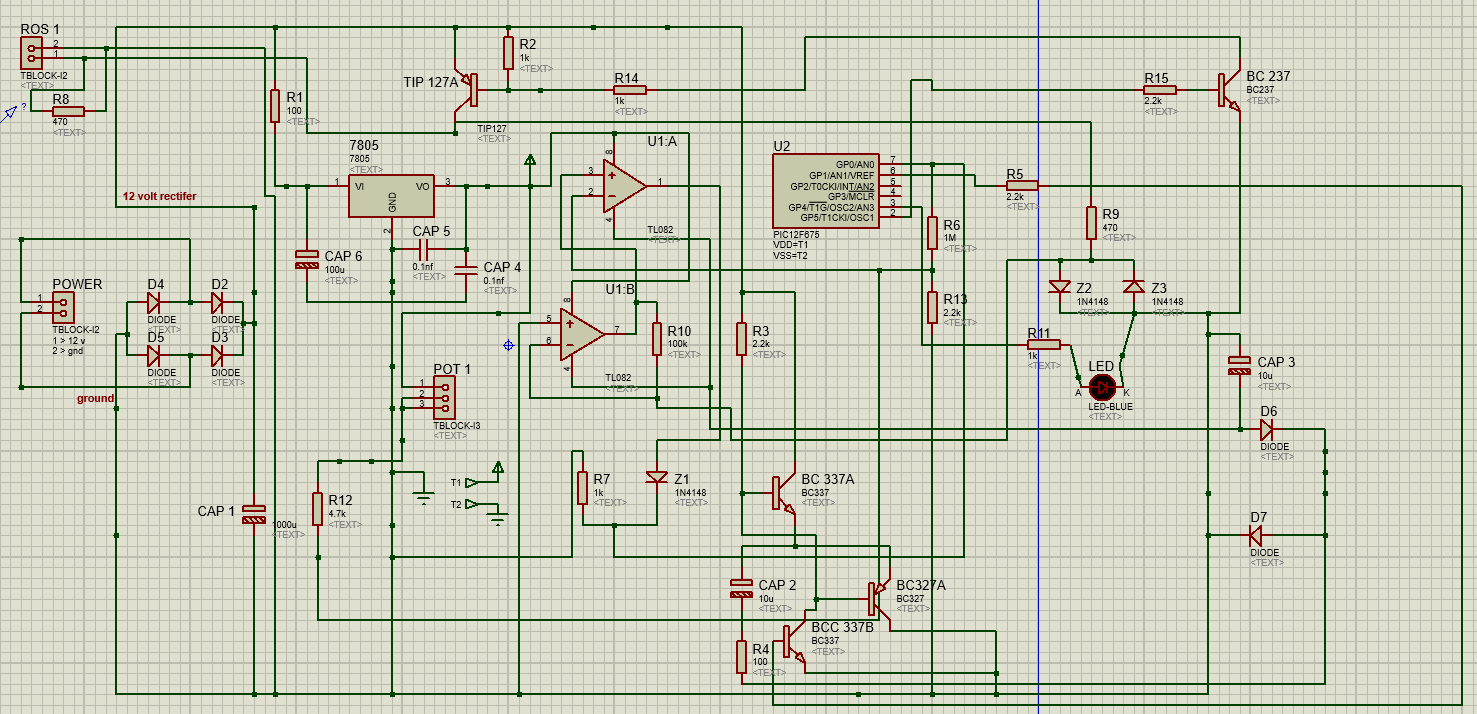 ROS 1
2
1
TBLOCK-I2
<TEXT>
R8
470
<TEXT>
?
R1
100
<TEXT>
12 volt rectifer
7805
7805
<TEXT>
1
VI
VO
3
GND
2
CAP 6
100u
<TEXT>
CAP 5
0.1nf
<TEXT>
CAP 4
0.1nf
<TEXT>
TIP 127A
TIP127
<TEXT>
R2
1k
<TEXT>
R14
1k
<TEXT>
R15
2.2k
<TEXT>
BC 237
BC237
<TEXT>
U1:A
8
3
2
1
4
TL082
<TEXT>
U2
GP0/AN0
GP1/AN1/VREF
GP2/T0CKI/INT/AN2
GP3/MCLR
GP4/T1G/OSC2/AN3
GP5/T1CKI/OSC1
7
6
5
4
3
2
PIC12F675
VDD=T1
VSS=T2
R5
2.2k
<TEXT>
R6
1M
<TEXT>
R9
470
<TEXT>
POWER
1
2
TBLOCK-I2
1 > 12 v
2 > gnd
D4
DIODE
<TEXT>
D2
DIODE
<TEXT>
D5
DIODE
<TEXT>
D3
DIODE
<TEXT>
ground
U1:B
8
5
6
7
4
TL082
<TEXT>
R10
100k
<TEXT>
R3
2.2k
<TEXT>
R13
2.2k
<TEXT>
Z2
1N4148
<TEXT>
Z3
1N4148
<TEXT>
R11
1k
<TEXT>
LED
A
K
LED-BLUE
<TEXT>
CAP 3
10u
<TEXT>
POT 1
1
2
3
TBLOCK-I3
<TEXT>
D6
DIODE
<TEXT>
CAP 1
1000u
<TEXT>
R12
4.7k
<TEXT>
T1
T2
R7
1k
<TEXT>
Z1
1N4148
<TEXT>
BC 337A
BC337
<TEXT>
D7
DIODE
<TEXT>
CAP 2
10u
<TEXT>
BC327A
BC327
<TEXT>
BCC 337B
BC337
<TEXT>
R4
100
<TEXT>